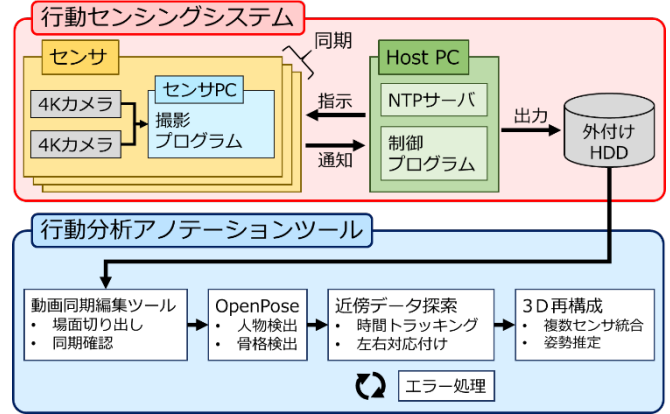 行動センシングシステム
同期
センサ
Host PC
センサPC
4Kカメラ
4Kカメラ
撮影
プログラム
指示
通知
NTPサーバ
制御
プログラム
出力
外付け
HDD
行動分析アノテーションツール
動画同期編集ツール
• 場面切り出し
• 同期確認
OpenPose
• 人物検出
• 骨格検出
近傍データ探索
• 時間トラッキング
• 左右対応付け
3D再構成
• 複数センサ統合
• 姿勢推定
エラー処理